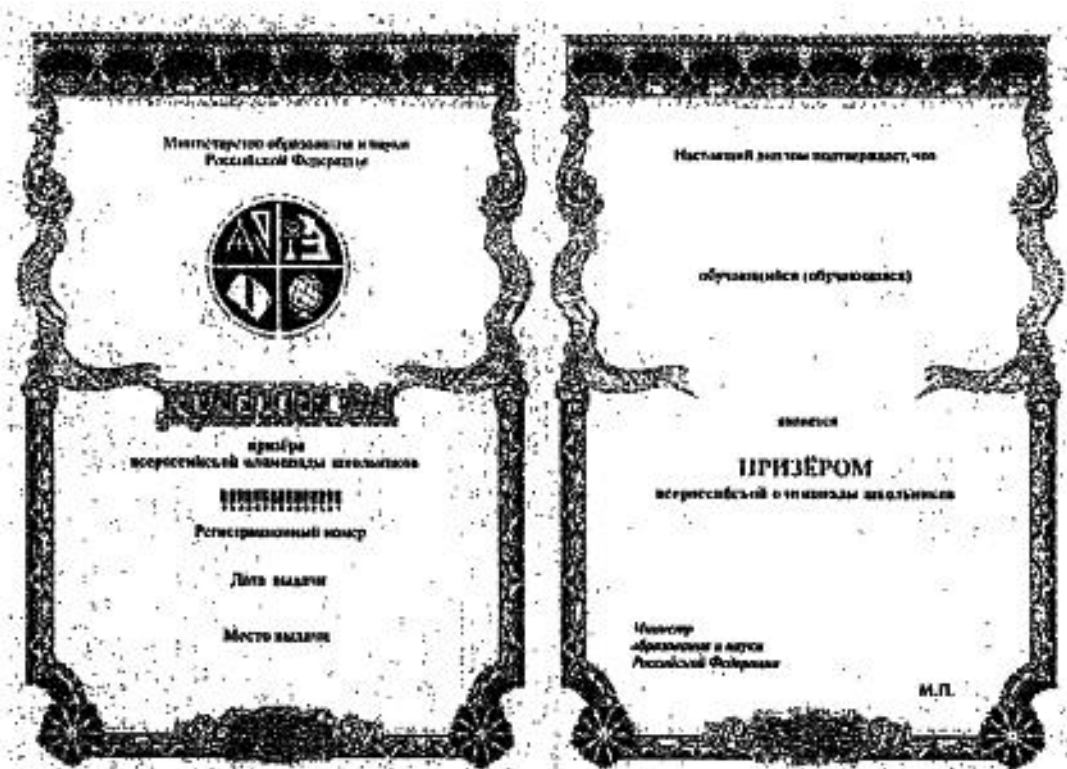 Министерство образования и науки
Российской Федерации
призёра
всероссийской олимпиады школьников
Регистрационный номер
Дата выдачи
Место выдачи
Настоящий диплом подтверждает, что
обучающийся (обучающаяся)
является
ПРИЗЁРОМ
всероссийской олимпиады школьников
Министр
образования и науки
Российской Федерации
М.П.